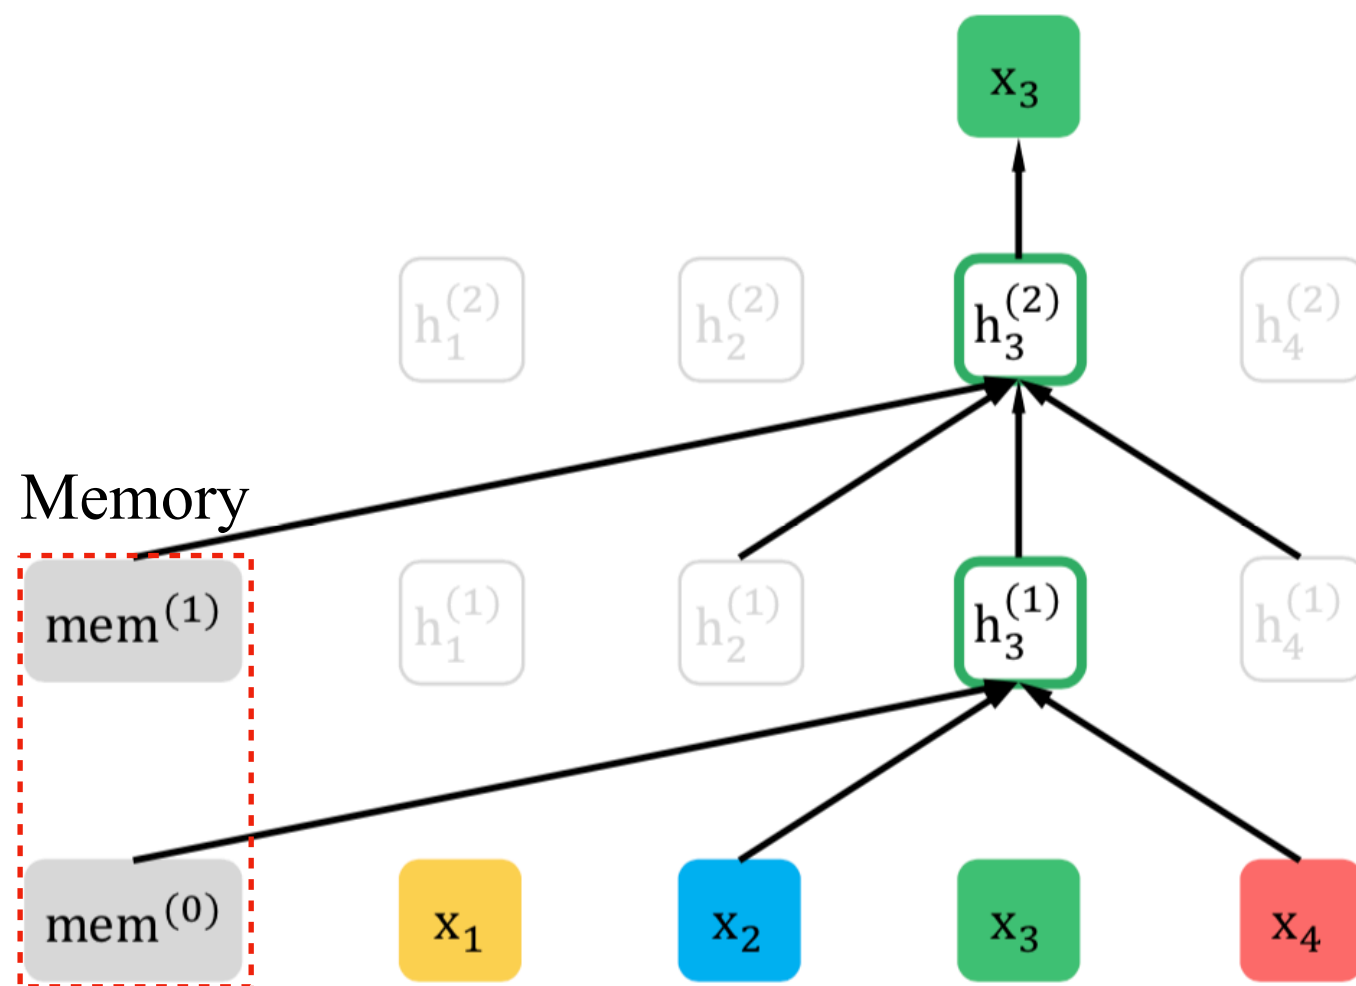 x₃
h₁⁽²⁾ h₂⁽²⁾ h₃⁽²⁾ h₄⁽²⁾
Memory
mem⁽¹⁾ h₁⁽¹⁾ h₂⁽¹⁾ h₃⁽¹⁾ h₄⁽¹⁾
mem⁽⁰⁾ x₁ x₂ x₃ x₄